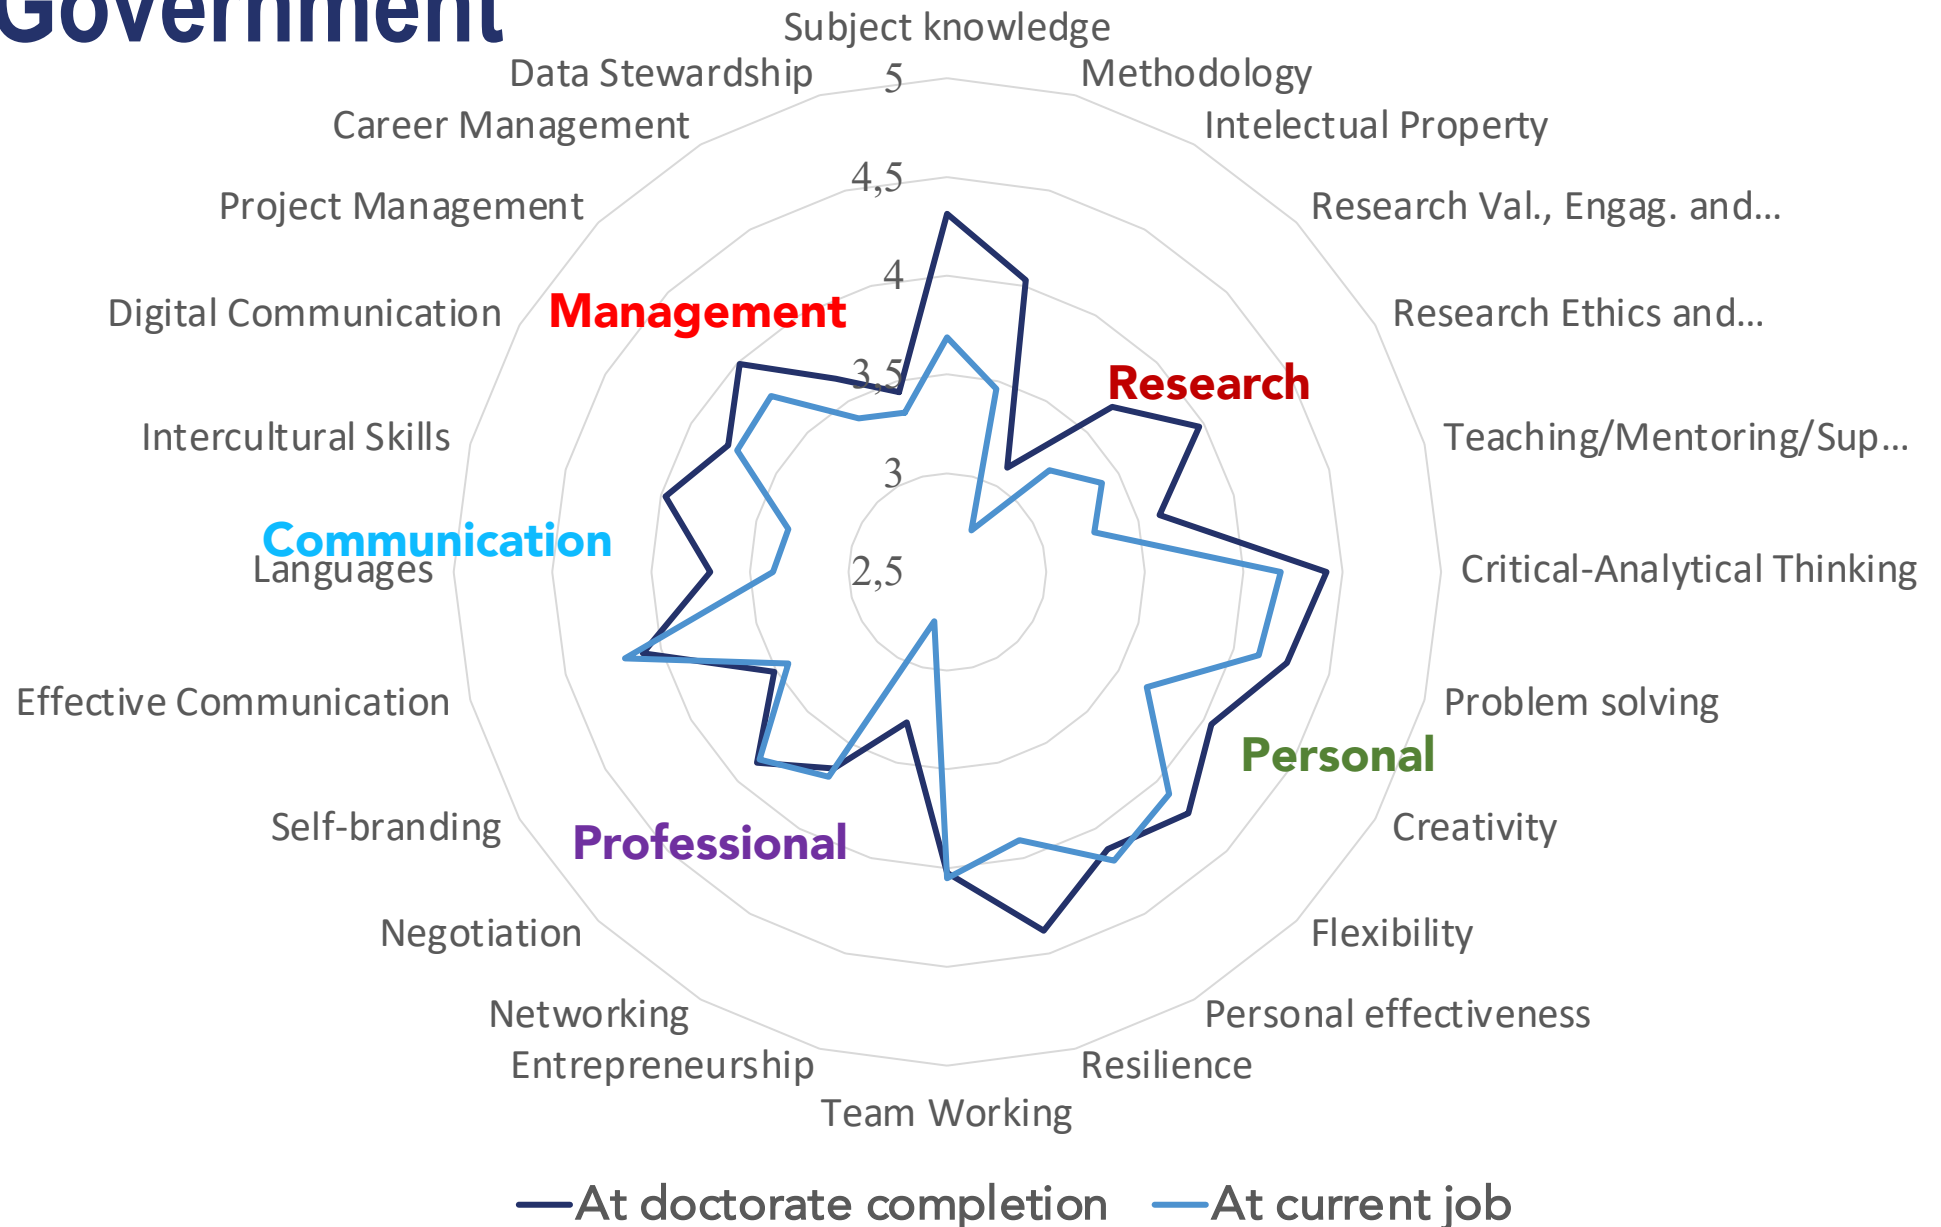 Government
Subject knowledge
Data Stewardship
5
Methodology
Career Management
Intelectual Property
4,5
Project Management
Research Val., Engag. and...
4
Digital Communication
Management
Research Ethics and...
3,5
Research
Intercultural Skills
Teaching/Mentoring/Sup...
3
Communication
Languages
2,5
Critical-Analytical Thinking
Effective Communication
Problem solving
Personal
Self-branding
Professional
Creativity
Negotiation
Flexibility
Networking
Personal effectiveness
Entrepreneurship
Resilience
Team Working
At doctorate completion
At current job